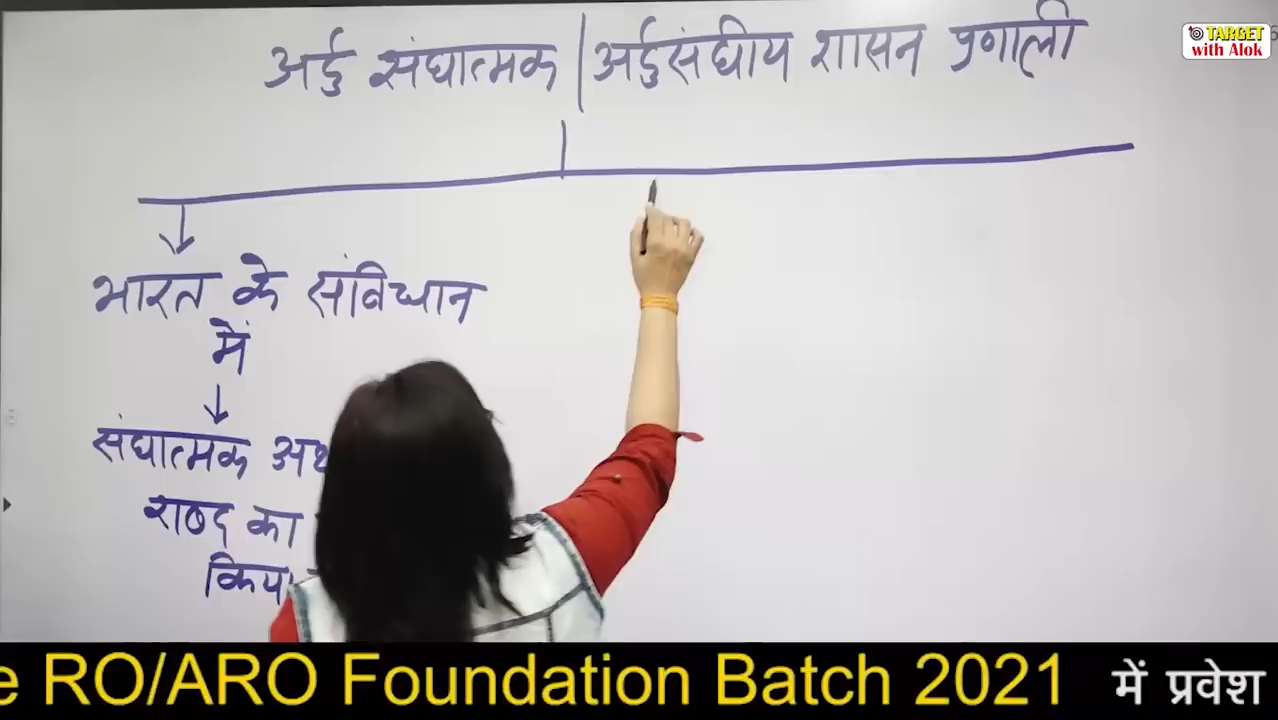 अर्द्ध संघात्मक | अर्द्धसंघीय शासन प्रणाली
TARGET
with Alok
भारत के संविधान
में
संघात्मक
शब्द का
RO/ARO Foundation Batch 2021 में प्रवेश